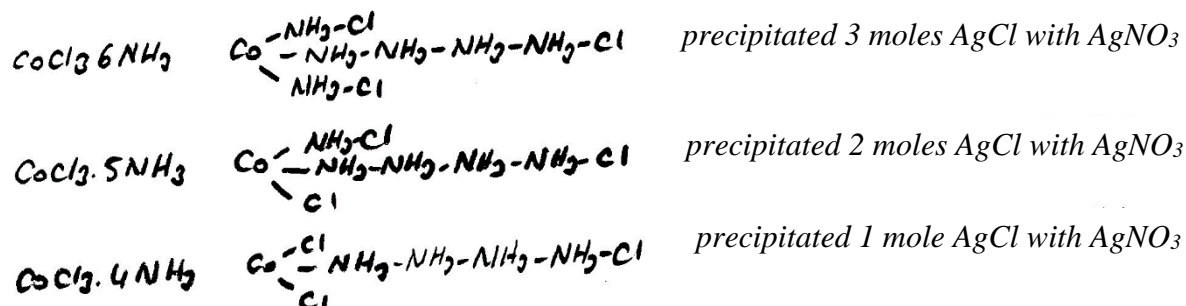 NH3-Cl
CoCl3 6NH3 Co - NH3-NH3-NH3-NH3-Cl precipitated 3 moles AgCl with AgNO3
NH3-Cl
NH3-Cl
CoCl3. 5NH3 Co - NH3-NH3-NH3-NH3-Cl precipitated 2 moles AgCl with AgNO3
Cl
Cl
CoCl3. 4NH3 Co - NH3-NH3-NH3-NH3-Cl precipitated 1 mole AgCl with AgNO3
Cl